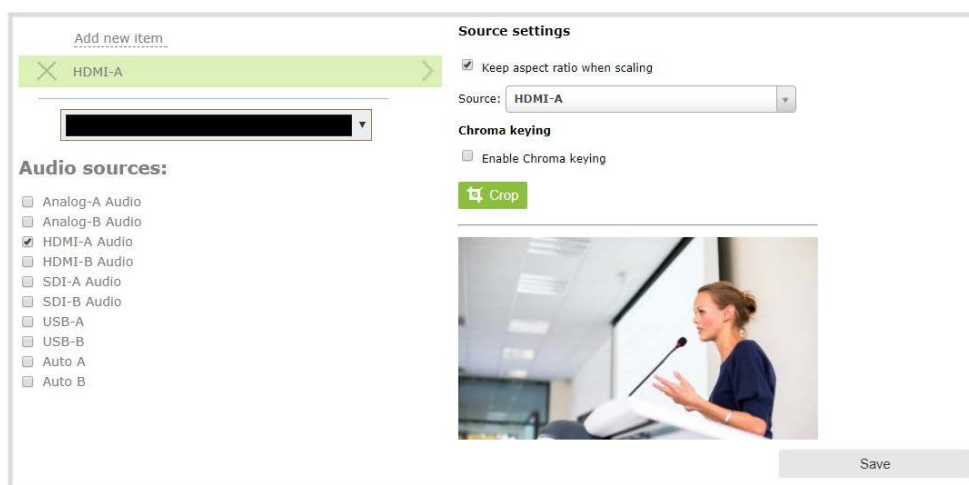 Add new item
HDMI-A
Audio sources:
Analog-A Audio
Analog-B Audio
HDMI-A Audio
HDMI-B Audio
SDI-A Audio
SDI-B Audio
USB-A
USB-B
Auto A
Auto B
Source settings
Keep aspect ratio when scaling
Source: HDMI-A
Chroma keying
Enable Chroma keying
Crop
Save